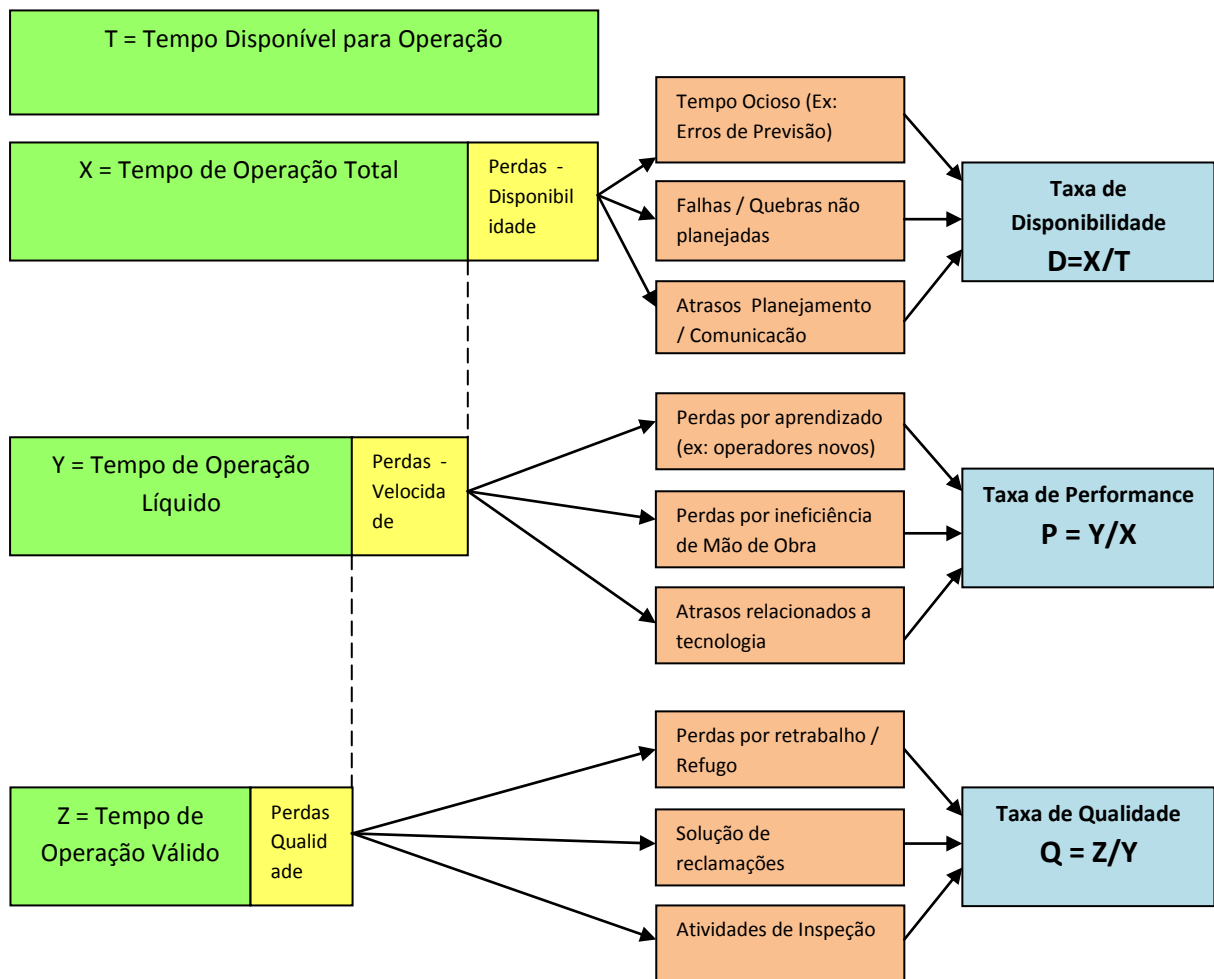 T = Tempo Disponível para Operação
X = Tempo de Operação Total
Perdas -
Disponibil
idade
Tempo Ocioso (Ex:
Erros de Previsão)
Falhas / Quebras não
planejadas
Atrasos Planejamento
/ Comunicação
Taxa de
Disponibilidade
D=X/T
Y = Tempo de Operação
Líquido
Perdas -
Velocida
de
Perdas por aprendizado
(ex: operadores novos)
Perdas por ineficiência
de Mão de Obra
Atrasos relacionados a
tecnologia
Taxa de Performance
P = Y/X
Z = Tempo de
Operação Válido
Perdas
Qualid
ade
Perdas por retrabalho /
Refugo
Solução de
reclamações
Atividades de Inspeção
Taxa de Qualidade
Q = Z/Y